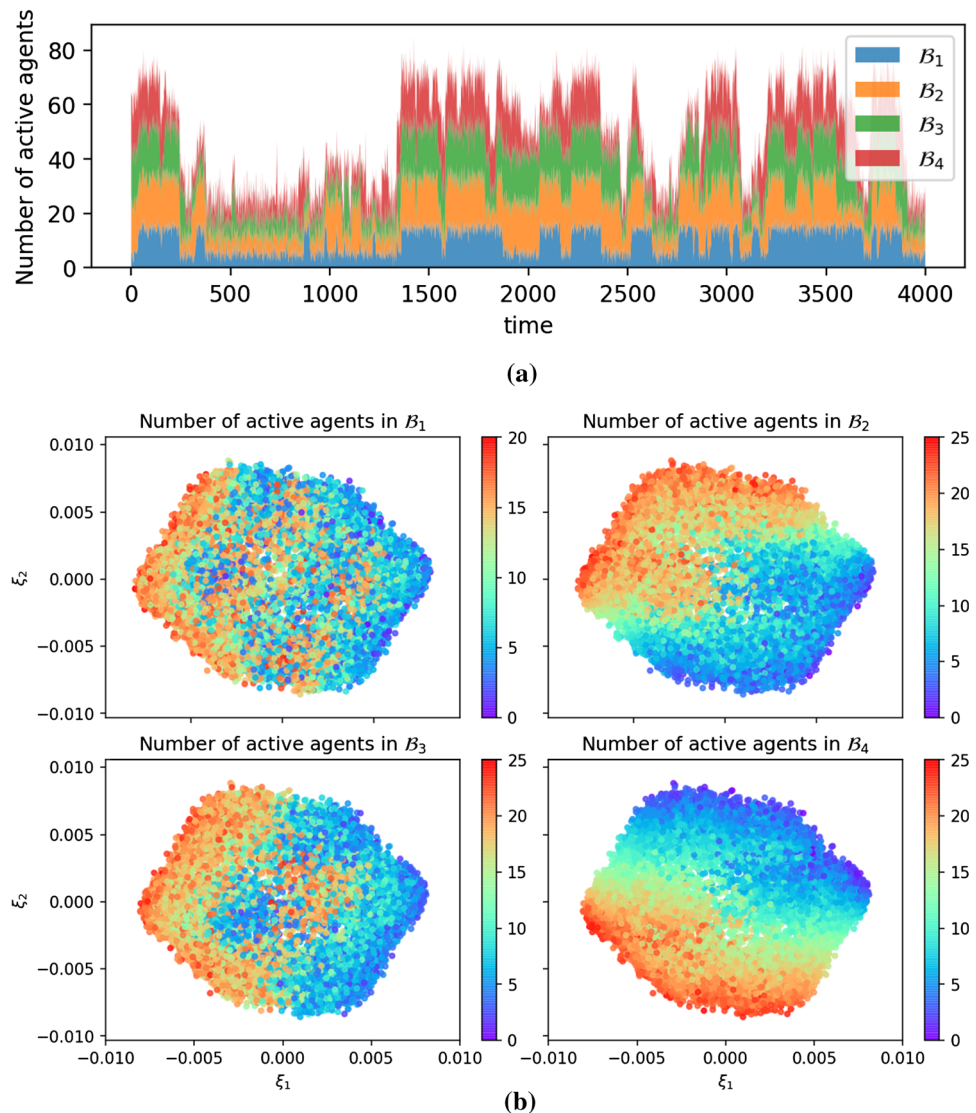 Number of active agents
80
60
40
20
0
0 500 1000 1500 2000 2500 3000 3500 4000
time
ℬ₁
ℬ₂
ℬ₃
ℬ₄
(a)
Number of active agents in ℬ₁
Number of active agents in ℬ₂
ξ₂
0.010
0.005
0.000
−0.005
−0.010
20
15
10
5
0
25
20
15
10
5
0
Number of active agents in ℬ₃
Number of active agents in ℬ₄
ξ₂
0.010
0.005
0.000
−0.005
−0.010
25
20
15
10
5
0
25
20
15
10
5
0
−0.010 −0.005 0.000 0.005 0.010
−0.010 −0.005 0.000 0.005 0.010
ξ₁
ξ₁
(b)